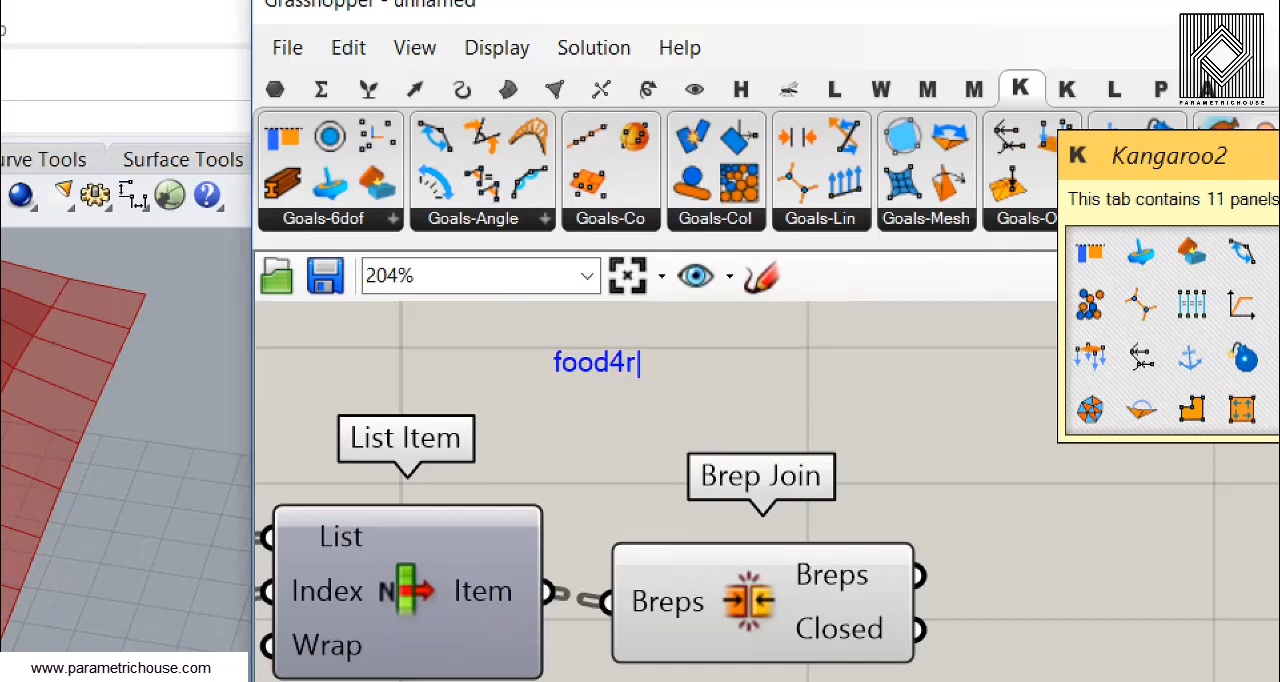 Grasshopper - unnamed
File Edit View Display Solution Help
H L W M M K K L P A
PARAMETRICHOUSE
urve Tools Surface Tools
Goals-6dof Goals-Angle Goals-Co Goals-Col Goals-Lin Goals-Mesh Goals-O
K Kangaroo2
This tab contains 11 panels
204%
food4r
List Item
Brep Join
List
Index N Item
Wrap
Breps
Breps
Closed
www.parametrichouse.com